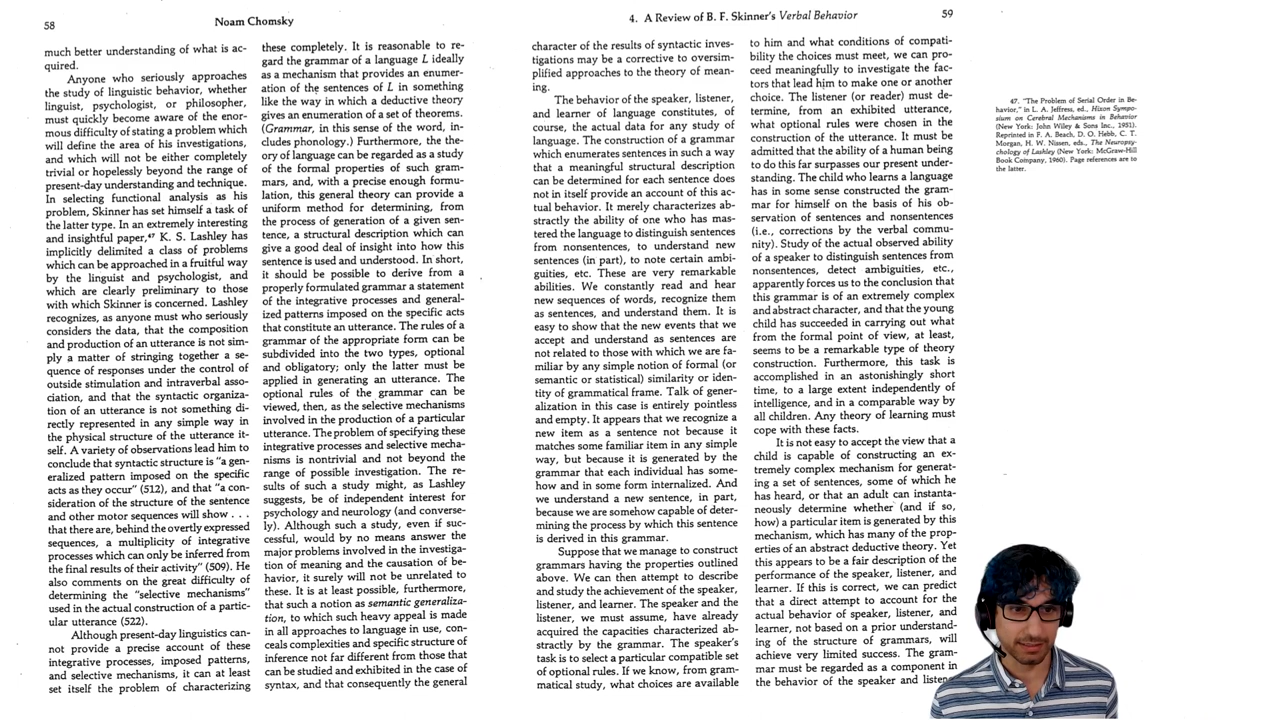 58
Noam Chomsky
much better understanding of what is ac-
quired.
Anyone who seriously approaches
the study of linguistic behavior, whether
linguist, psychologist, or philosopher,
must quickly become aware of the enor-
mous difficulty of stating a problem which
will define the area of his investigations,
and which will not be either completely
trivial or hopelessly beyond the range of
present-day understanding and technique.
In selecting functional analysis as his
problem, Skinner has set himself a task of
the latter type. In an extremely interesting
and insightful paper,47 K. S. Lashley has
implicitly delimited a class of problems
which can be approached in a fruitful way
by the linguist and psychologist, and
which are clearly preliminary to those
with which Skinner is concerned. Lashley
recognizes, as anyone must who seriously
considers the data, that the composition
and production of an utterance is not sim-
ply a matter of stringing together a se-
quence of responses under the control of
outside stimulation and intraverbal asso-
ciation, and that the syntactic organiza-
tion of an utterance is not something di-
rectly represented in any simple way in
the physical structure of the utterance it-
self. A variety of observations lead him to
conclude that syntactic structure is "a gen-
eralized pattern imposed on the specific
acts as they occur" (512), and that "a con-
sideration of the structure of the sentence
and other motor sequences will show . . .
that there are, behind the overtly expressed
sequences, a multiplicity of integrative
processes which can only be inferred from
the final results of their activity" (509). He
also comments on the great difficulty of
determining the "selective mechanisms"
used in the actual construction of a partic-
ular utterance (522).
Although present-day linguistics can-
not provide a precise account of these
integrative processes, imposed patterns,
and selective mechanisms, it can at least
set itself the problem of characterizing
these completely. It is reasonable to re-
gard the grammar of a language L ideally
as a mechanism that provides an enumer-
ation of the sentences of L in something
like the way in which a deductive theory
gives an enumeration of a set of theorems.
(Grammar, in this sense of the word, in-
cludes phonology.) Furthermore, the the-
ory of language can be regarded as a study
of the formal properties of such gram-
mars, and, with a precise enough formu-
lation, this general theory can provide a
uniform method for determining, from
the process of generation of a given sen-
tence, a structural description which can
give a good deal of insight into how this
sentence is used and understood. In short,
it should be possible to derive from a
properly formulated grammar a statement
of the integrative processes and general-
ized patterns imposed on the specific acts
that constitute an utterance. The rules of a
grammar of the appropriate form can be
subdivided into the two types, optional
and obligatory; only the latter must be
applied in generating an utterance. The
optional rules of the grammar can be
viewed, then, as the selective mechanisms
involved in the production of a particular
utterance. The problem of specifying these
integrative processes and selective mecha-
nisms is nontrivial and not beyond the
range of possible investigation. The re-
sults of such a study might, as Lashley
suggests, be of independent interest for
psychology and neurology (and converse-
ly). Although such a study, even if suc-
cessful, would by no means answer the
major problems involved in the investiga-
tion of meaning and the causation of be-
havior, it surely will not be unrelated to
these. It is at least possible, furthermore,
that such a notion as semantic generaliza-
tion, to which such heavy appeal is made
in all approaches to language in use, con-
ceals complexities and specific structure of
inference not far different from those that
can be studied and exhibited in the case of
syntax, and that consequently the general
4. A Review of B. F. Skinner's Verbal Behavior
59
character of the results of syntactic inves-
tigations may be a corrective to oversim-
plified approaches to the theory of mean-
ing.
The behavior of the speaker, listener,
and learner of language constitutes, of
course, the actual data for any study of
language. The construction of a grammar
which enumerates sentences in such a way
that a meaningful structural description
can be determined for each sentence does
not in itself provide an account of this ac-
tual behavior. It merely characterizes ab-
stractly the ability of one who has mas-
tered the language to distinguish sentences
from nonsentences, to understand new
sentences (in part), to note certain ambi-
guities, etc. These are very remarkable
abilities. We constantly read and hear
new sequences of words, recognize them
as sentences, and understand them. It is
easy to show that the new events that we
accept and understand as sentences are
not related to those with which we are fa-
miliar by any simple notion of formal (or
semantic or statistical) similarity or iden-
tity of grammatical frame. Talk of gener-
alization in this case is entirely pointless
and empty. It appears that we recognize a
new item as a sentence not because it
matches some familiar item in any simple
way, but because it is generated by the
grammar that each individual has some-
how and in some form internalized. And
we understand a new sentence, in part,
because we are somehow capable of deter-
mining the process by which this sentence
is derived in this grammar.
Suppose that we manage to construct
grammars having the properties outlined
above. We can then attempt to describe
and study the achievement of the speaker,
listener, and learner. The speaker and the
listener, we must assume, have already
acquired the capacities characterized ab-
stractly by the grammar. The speaker's
task is to select a particular compatible set
of optional rules. If we know, from gram-
matical study, what choices are available
to him and what conditions of compati-
bility the choices must meet, we can pro-
ceed meaningfully to investigate the fac-
tors that lead him to make one or another
choice. The listener (or reader) must de-
termine, from an exhibited utterance,
what optional rules were chosen in the
construction of the utterance. It must be
admitted that the ability of a human being
to do this far surpasses our present under-
standing. The child who learns a language
has in some sense constructed the gram-
mar for himself on the basis of his ob-
servation of sentences and nonsentences
(i.e., corrections by the verbal commu-
nity). Study of the actual observed ability
of a speaker to distinguish sentences from
nonsentences, detect ambiguities, etc.,
apparently forces us to the conclusion that
this grammar is of an extremely complex
and abstract character, and that the young
child has succeeded in carrying out what
from the formal point of view, at least,
seems to be a remarkable type of theory
construction. Furthermore, this task is
accomplished in an astonishingly short
time, to a large extent independently of
intelligence, and in a comparable way by
all children. Any theory of learning must
cope with these facts.
It is not easy to accept the view that a
child is capable of constructing an ex-
tremely complex mechanism for generat-
ing a set of sentences, some of which he
has heard, or that an adult can instanta-
neously determine whether (and if so,
how) a particular item is generated by this
mechanism, which has many of the prop-
erties of an abstract deductive theory. Yet
this appears to be a fair description of the
performance of the speaker, listener, and
learner. If this is correct, we can predict
that a direct attempt to account for the
actual behavior of speaker, listener, and
learner, not based on a prior understand-
ing of the structure of grammars, will
achieve very limited success. The gram-
mar must be regarded as a component in
the behavior of the speaker and listen
47. "The Problem of Serial Order in Be-
havior," in L. A. Jeffress, ed., Hixon Sympo-
sium on Cerebral Mechanisms in Behavior
(New York: John Wiley & Sons Inc., 1951).
Reprinted in F. A. Beach, D. O. Hebb, C. T.
Morgan, H. W. Nissen, eds., The Neuropsy-
chology of Lashley (New York: McGraw-Hill
Book Company, 1960). Page references are to
the latter.